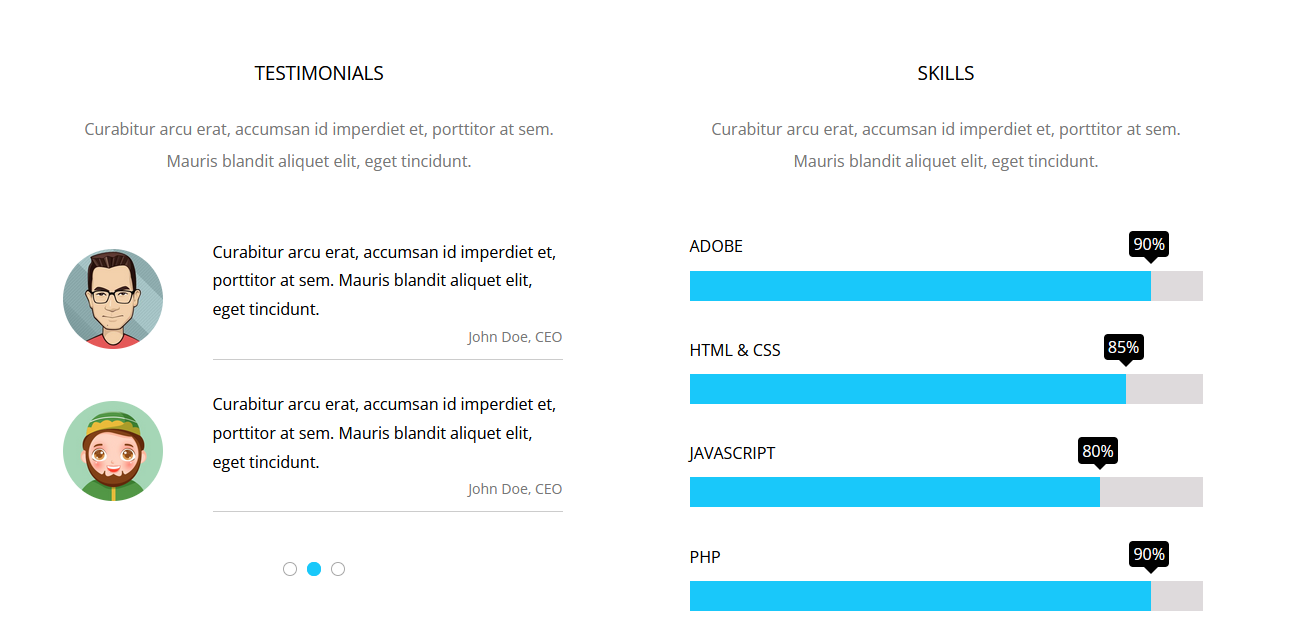 TESTIMONIALS
Curabitur arcu erat, accumsan id imperdiet et, porttitor at sem.
Mauris blandit aliquet elit, eget tincidunt.
Curabitur arcu erat, accumsan id imperdiet et,
porttitor at sem. Mauris blandit aliquet elit,
eget tincidunt.
John Doe, CEO
Curabitur arcu erat, accumsan id imperdiet et,
porttitor at sem. Mauris blandit aliquet elit,
eget tincidunt.
John Doe, CEO
SKILLS
Curabitur arcu erat, accumsan id imperdiet et, porttitor at sem.
Mauris blandit aliquet elit, eget tincidunt.
ADOBE
90%
HTML & CSS
85%
JAVASCRIPT
80%
PHP
90%